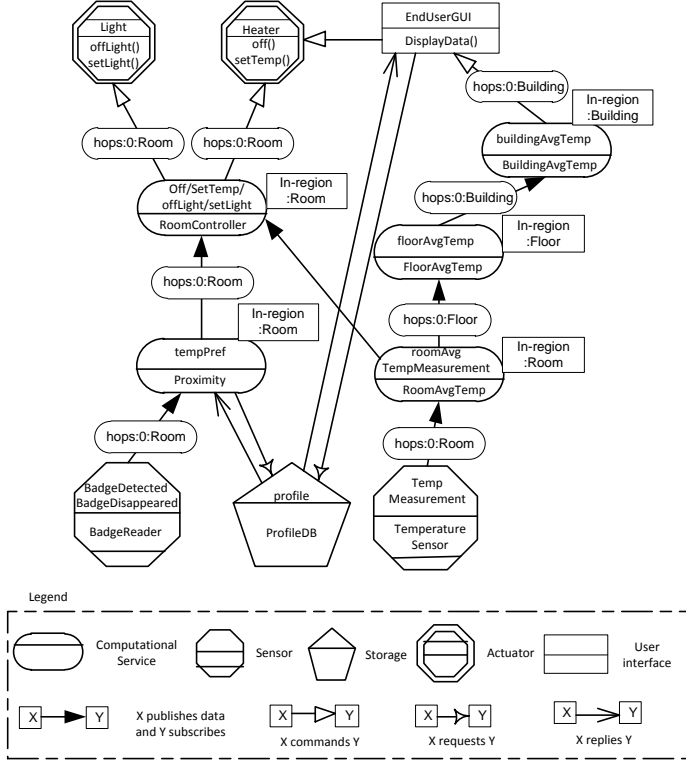 Light
offLight()
setLight()
Heater
off()
setTemp()
EndUserGUI
DisplayData()
hops:0:Building
In-region
:Building
buildingAvgTemp
BuildingAvgTemp
hops:0:Room
hops:0:Room
Off/SetTemp/
offLight/setLight
RoomController
In-region
:Room
hops:0:Building
In-region
:Floor
floorAvgTemp
FloorAvgTemp
hops:0:Room
In-region
:Room
hops:0:Floor
tempPref
Proximity
roomAvg
TempMeasurement
RoomAvgTemp
In-region
:Room
hops:0:Room
hops:0:Room
BadgeDetected
BadgeDisappeared
BadgeReader
profile
ProfileDB
Temp
Measurement
Temperature
Sensor
Legend
Computational
Service
Sensor
Storage
Actuator
User
interface
X
Y
X publishes data
and Y subscribes
X
Y
X commands Y
X
Y
X requests Y
X
Y
X replies Y